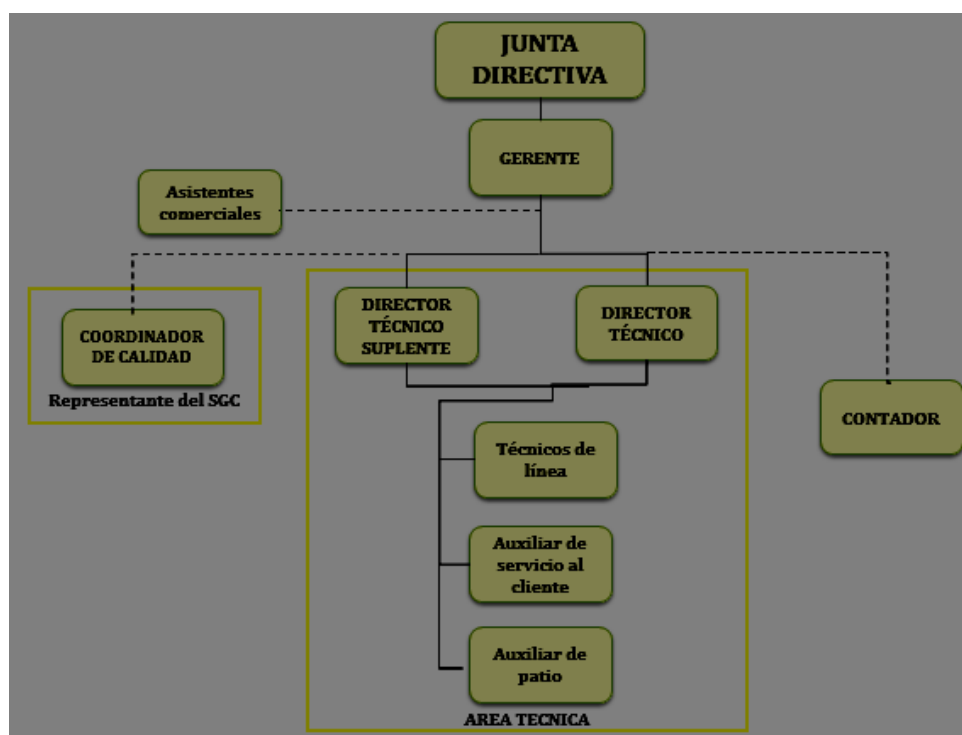 JUNTA
DIRECTIVA
GERENTE
Asistentes
comerciales
DIRECTOR
TÉCNICO
SUPLENTE
DIRECTOR
TÉCNICO
COORDINADOR
DE CALIDAD
Representante del SGC
CONTADOR
Técnicos de
línea
Auxiliar de
servicio al
cliente
Auxiliar de
patio
AREA TECNICA